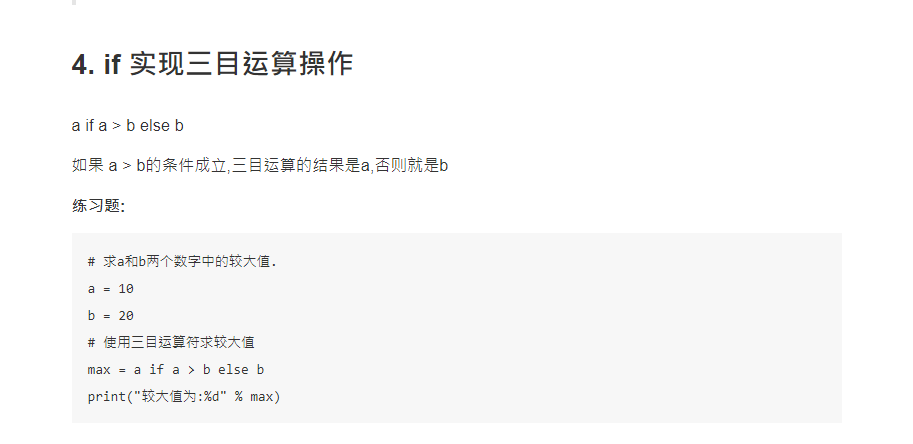 4. if 实现三目运算操作
a if a > b else b
如果 a > b的条件成立,三目运算的结果是a,否则就是b
练习题:
# 求a和b两个数字中的较大值.
a = 10
b = 20
# 使用三目运算符求较大值
max = a if a > b else b
print("较大值为:%d" % max)